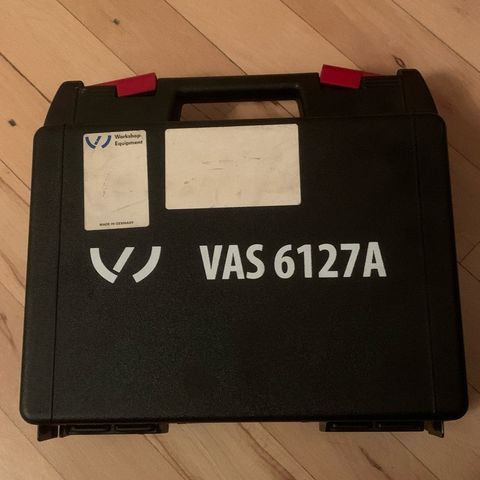 Workshop-
Equipment
MADE IN GERMANY
VAS 6127A